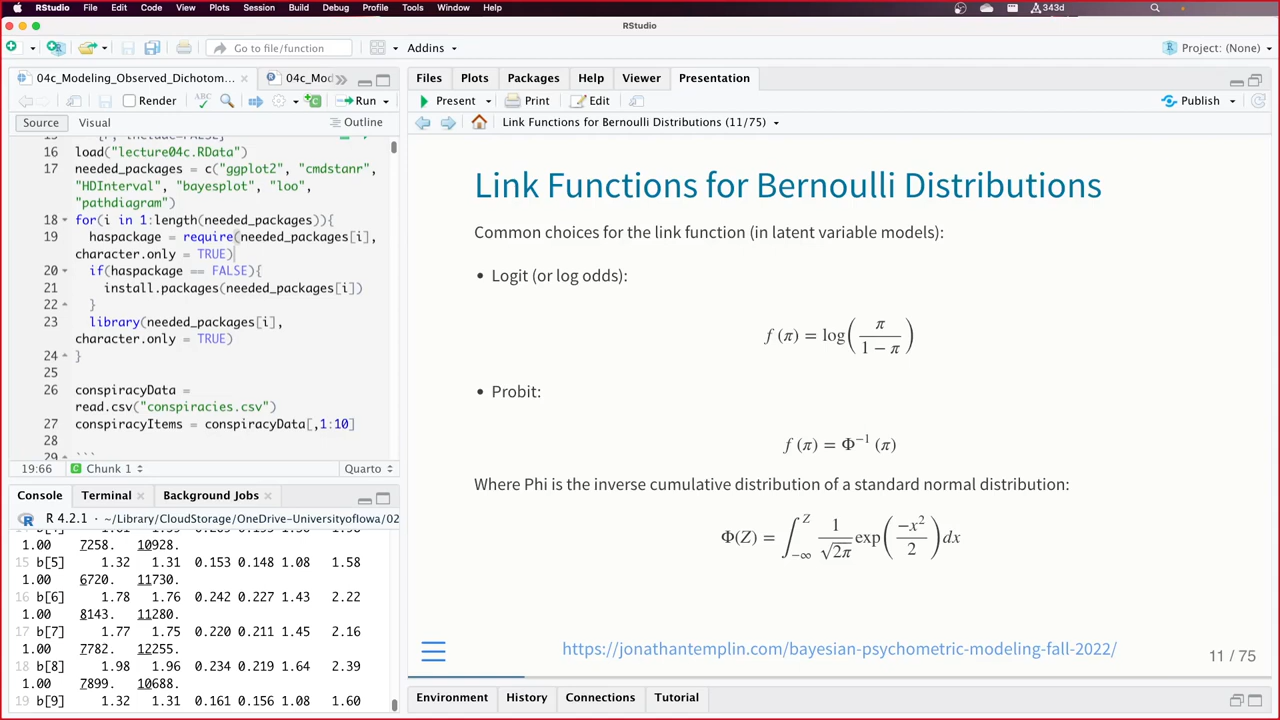 RStudio File Edit Code View Plots Session Build Debug Profile Tools Window Help 343d
RStudio
Go to file/function Addins Project: (None)
04c_Modeling_Observed_Dichotom... 04c_Mod
Render ABC Run
Source Visual Outline
16 load("lecture04c.RData")
17 needed_packages = c("ggplot2", "cmdstanr",
"HDInterval", "bayesplot", "loo",
"pathdiagram")
18 for(i in 1:length(needed_packages)){
19 haspackage = require(needed_packages[i],
character.only = TRUE)
20 if(haspackage == FALSE){
21 install.packages(needed_packages[i])
22 }
23 library(needed_packages[i],
character.only = TRUE)
24 }
25
26 conspiracyData =
read.csv("conspiracies.csv")
27 conspiracyItems = conspiracyData[,1:10]
28
29 ```
19:66 Chunk 1 Quarto
Console Terminal Background Jobs
R 4.2.1 · ~/Library/CloudStorage/OneDrive-UniversityofIowa/02
1.00 7258. 10928.
15 b[5] 1.32 1.31 0.153 0.148 1.08 1.58
1.00 6720. 11730.
16 b[6] 1.78 1.76 0.242 0.227 1.43 2.22
1.00 8143. 11280.
17 b[7] 1.77 1.75 0.220 0.211 1.45 2.16
1.00 7782. 12255.
18 b[8] 1.98 1.96 0.234 0.219 1.64 2.39
1.00 7899. 10688.
19 b[9] 1.32 1.31 0.161 0.156 1.08 1.60
Files Plots Packages Help Viewer Presentation
Present Print Edit Publish
Link Functions for Bernoulli Distributions (11/75)
Link Functions for Bernoulli Distributions
Common choices for the link function (in latent variable models):
• Logit (or log odds):
f (π) = log(π / (1 − π))
• Probit:
f (π) = Φ⁻¹ (π)
Where Phi is the inverse cumulative distribution of a standard normal distribution:
Φ(Z) = ∫_{−∞}^{Z} 1/√(2π) exp(−x²/2) dx
https://jonathantemplin.com/bayesian-psychometric-modeling-fall-2022/
11 / 75
Environment History Connections Tutorial